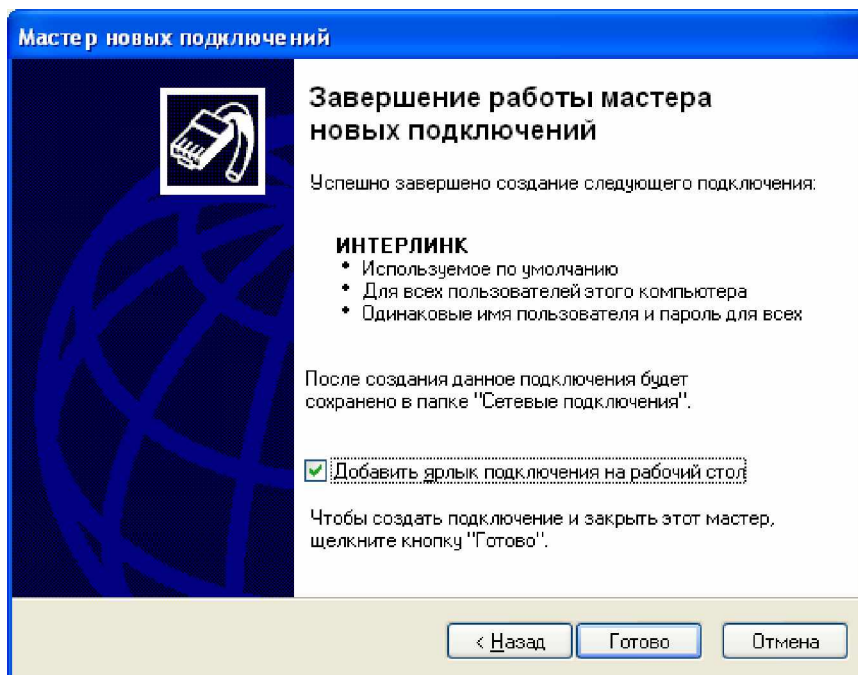 Мастер новых подключений
Завершение работы мастера
новых подключений
Успешно завершено создание следующего подключения:
ИНТЕРЛИНК
• Используемое по умолчанию
• Для всех пользователей этого компьютера
• Одинаковые имя пользователя и пароль для всех
После создания данное подключения будет
сохранено в папке "Сетевые подключения".
Добавить ярлык подключения на рабочий стол
Чтобы создать подключение и закрыть этот мастер,
щелкните кнопку "Готово".
< Назад Готово Отмена